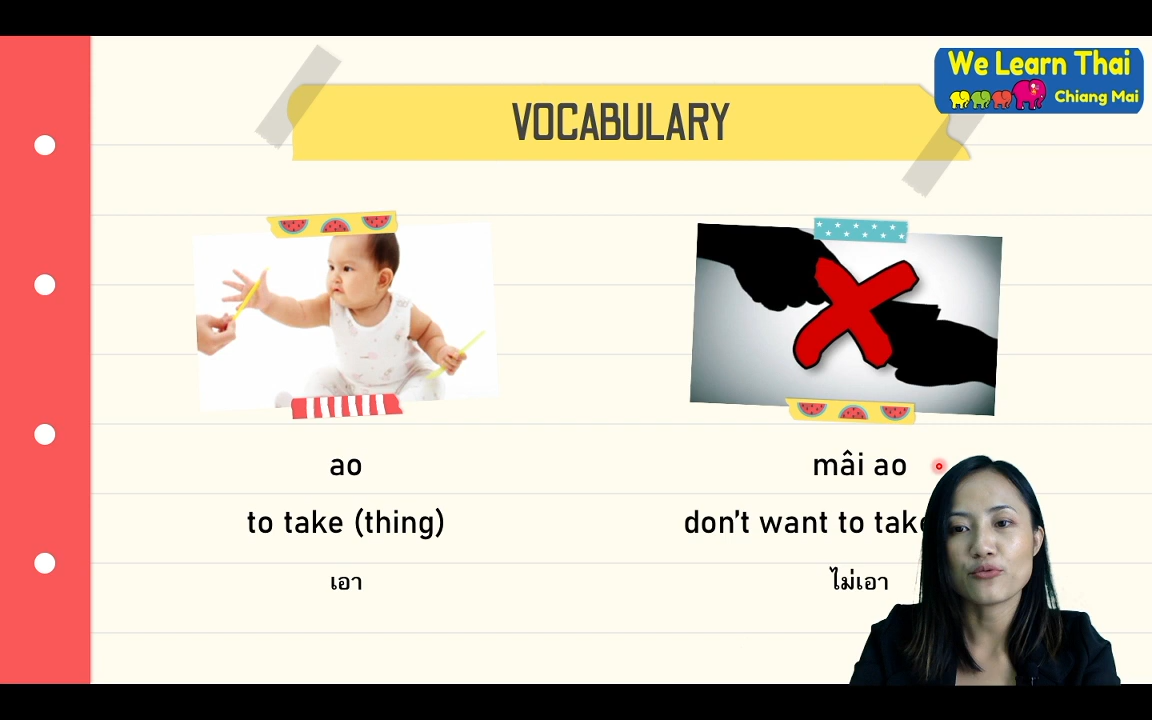 We Learn Thai
Chiang Mai
VOCABULARY
ao
to take (thing)
เอา
mâi ao
don't want to take
ไม่เอา